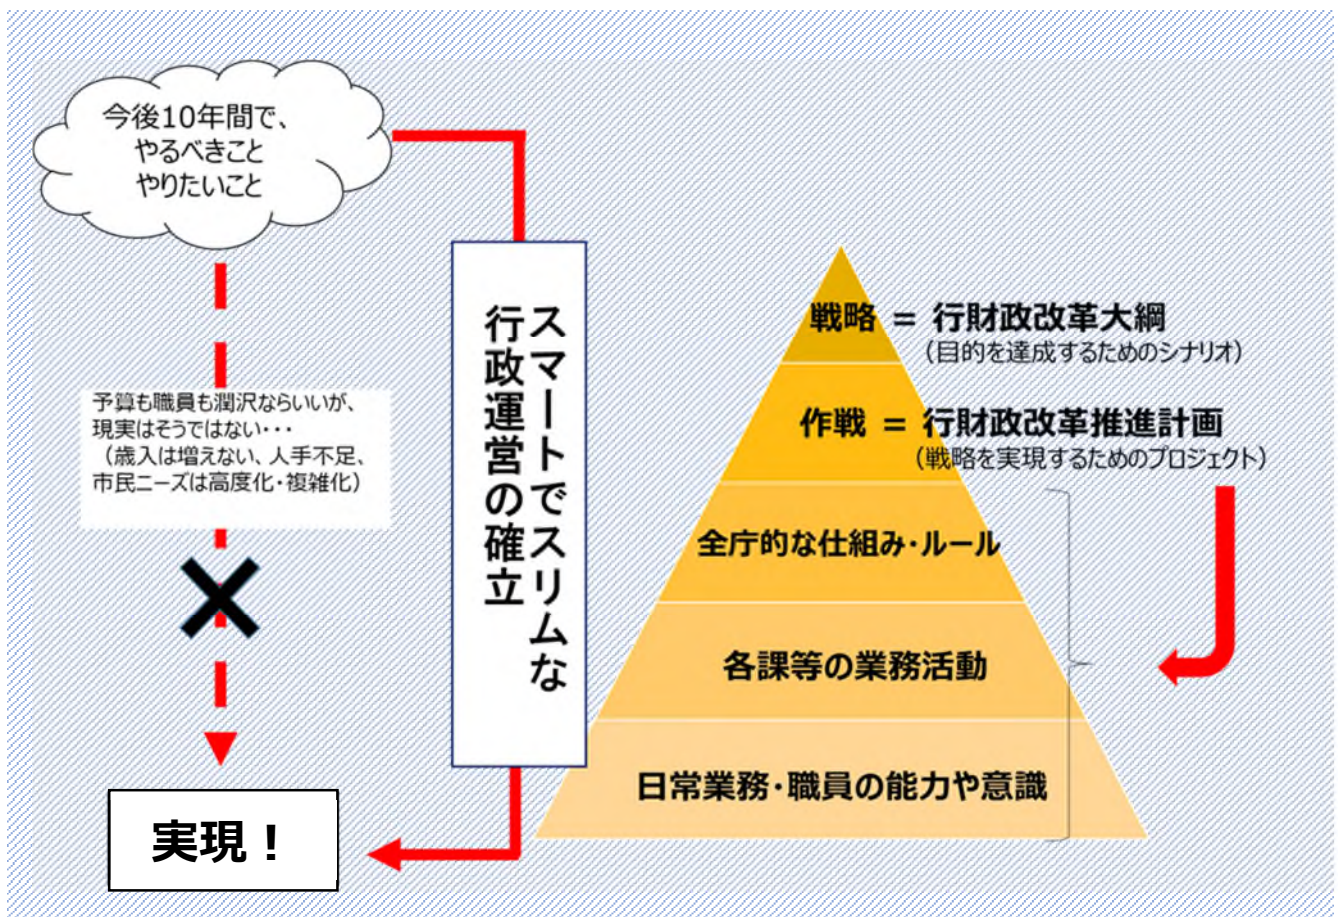 今後10年間で、
やるべきこと
やりたいこと
予算も職員も潤沢ならいいが、
現実はそうではない・・・
（歳入は増えない、人手不足、
市民ニーズは高度化・複雑化）
実現！
スマートでスリムな
行政運営の確立
戦略 = 行財政改革大綱
（目的を達成するためのシナリオ）
作戦 = 行財政改革推進計画
（戦略を実現するためのプロジェクト）
全庁的な仕組み・ルール
各課等の業務活動
日常業務・職員の能力や意識